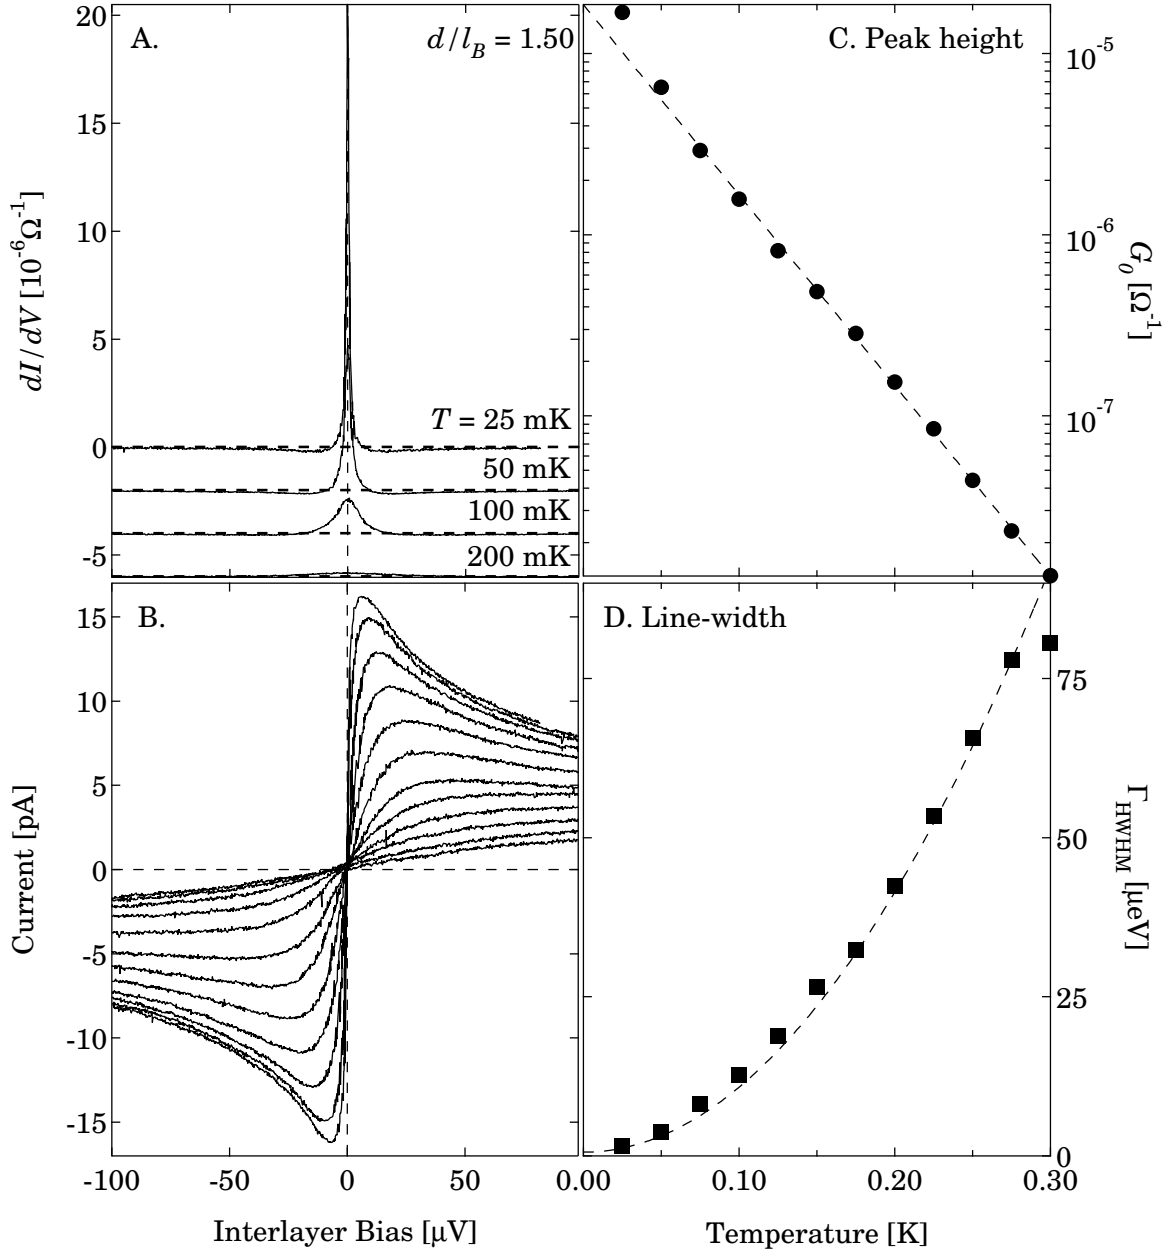 A.
d/l_B = 1.50
20
15
10
5
0
-5
dI/dV [10^-6 Ω^-1]
T = 25 mK
50 mK
100 mK
200 mK
C. Peak height
10^-5
10^-6
10^-7
G_0 [Ω^-1]
B.
15
10
5
0
-5
-10
-15
Current [pA]
-100
-50
0
50
Interlayer Bias [μV]
D. Line-width
75
50
25
0
Γ_HWHM [μeV]
0.00
0.10
0.20
0.30
Temperature [K]